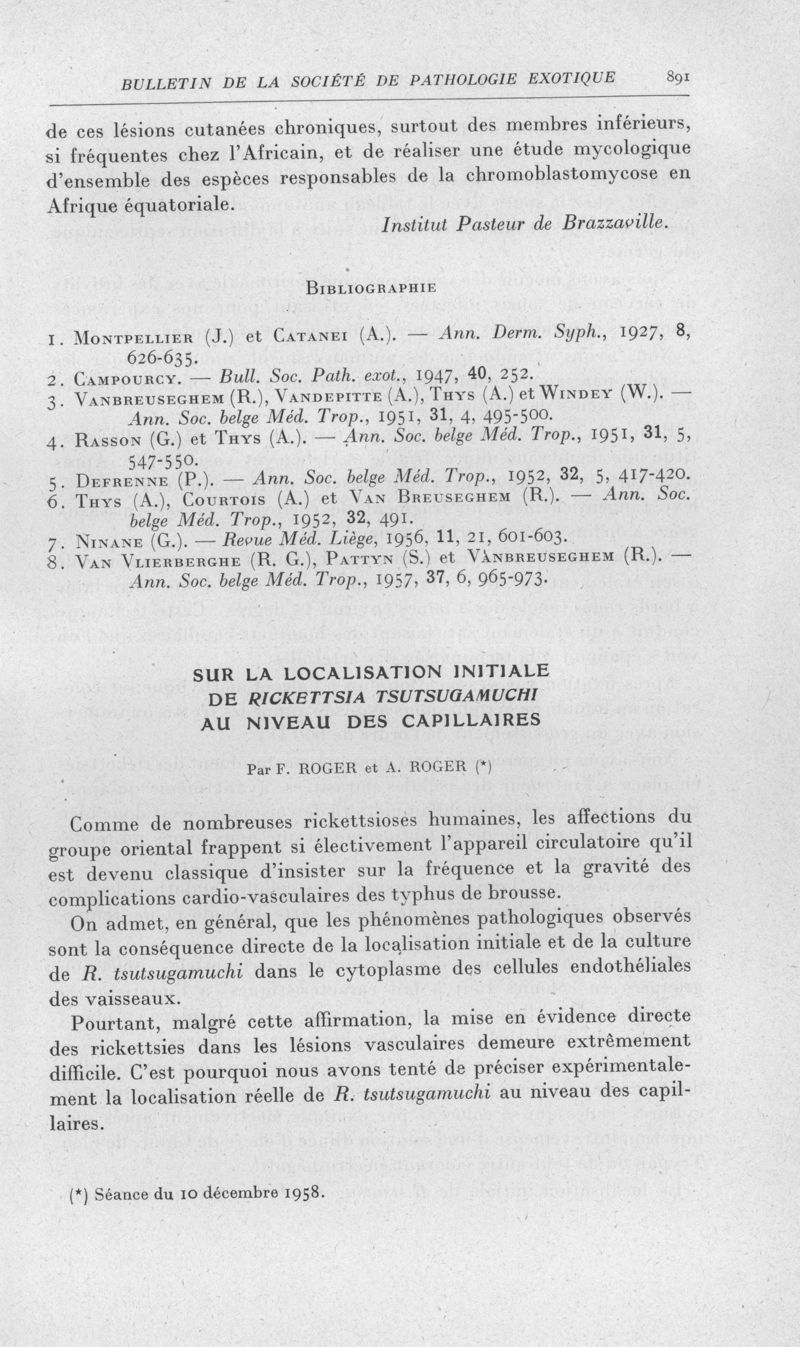 BULLETIN DE LA SOCIÉTÉ DE PATHOLOGIE EXOTIQUE 891
de ces lésions cutanées chroniques, surtout des membres inférieurs,
si fréquentes chez l'Africain, et de réaliser une étude mycologique
d'ensemble des espèces responsables de la chromoblastomycose en
Afrique équatoriale.
Institut Pasteur de Brazzaville.
BIBLIOGRAPHIE
1. MONTPELLIER (J.) et CATANEI (A.). — Ann. Derm. Syph., 1927, 8,
626-635.
2. CAMPOURCY. — Bull. Soc. Path. exot., 1947, 40, 252.
3. VANBREUSEGHEM (R.), VANDEPITTE (A.), THYS (A.) et WINDEY (W.). —
Ann. Soc. belge Méd. Trop., 1951, 31, 4, 495-500.
4. RASSON (G.) et THYS (A.). — Ann. Soc. belge Méd. Trop., 1951, 31, 5,
547-550.
5. DEFRENNE (P.). — Ann. Soc. belge Méd. Trop., 1952, 32, 5, 417-420.
6. THYS (A.), COURTOIS (A.) et VAN BREUSEGHEM (R.). — Ann. Soc.
belge Méd. Trop., 1952, 32, 491.
7. NINANE (G.). — Revue Méd. Liège, 1956, 11, 21, 601-603.
8. VAN VLIERBERGHE (R. G.), PATTYN (S.) et VANBREUSEGHEM (R.). —
Ann. Soc. belge Méd. Trop., 1957, 37, 6, 965-973.
SUR LA LOCALISATION INITIALE
DE RICKETTSIA TSUTSUGAMUCHI
AU NIVEAU DES CAPILLAIRES
Par F. ROGER et A. ROGER (*)
Comme de nombreuses rickettsioses humaines, les affections du
groupe oriental frappent si électivement l'appareil circulatoire qu'il
est devenu classique d'insister sur la fréquence et la gravité des
complications cardio-vasculaires des typhus de brousse.
On admet, en général, que les phénomènes pathologiques observés
sont la conséquence directe de la localisation initiale et de la culture
de R. tsutsugamuchi dans le cytoplasme des cellules endothéliales
des vaisseaux.
Pourtant, malgré cette affirmation, la mise en évidence directe
des rickettsies dans les lésions vasculaires demeure extrêmement
difficile. C'est pourquoi nous avons tenté de préciser expérimentale-
ment la localisation réelle de R. tsutsugamuchi au niveau des capil-
laires.
(*) Séance du 10 décembre 1958.